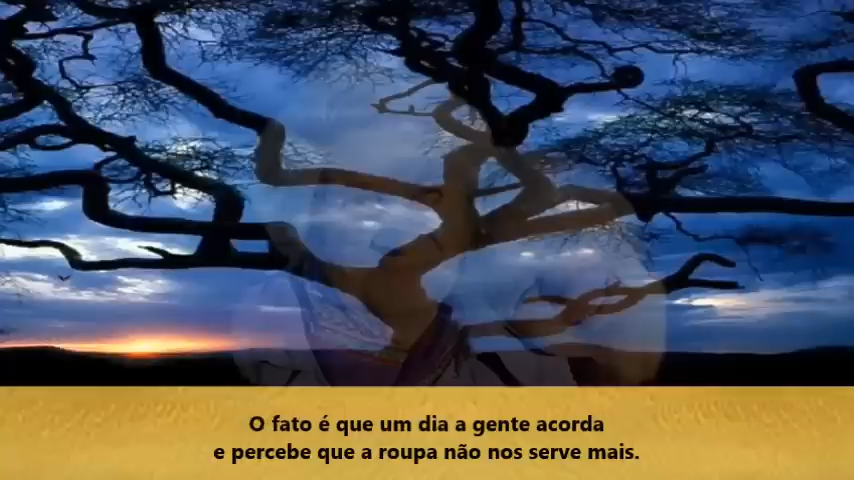 O fato é que um dia a gente acorda
e percebe que a roupa não nos serve mais.